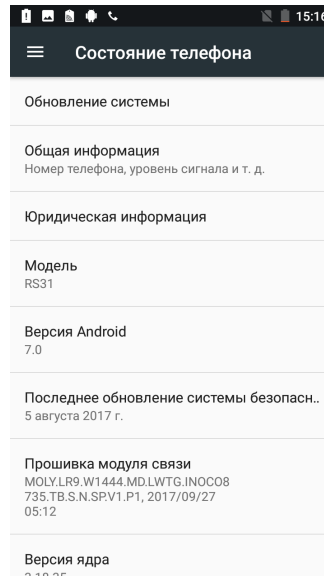 15:16
Состояние телефона
Обновление системы
Общая информация
Номер телефона, уровень сигнала и т. д.
Юридическая информация
Модель
RS31
Версия Android
7.0
Последнее обновление системы безопасн..
5 августа 2017 г.
Прошивка модуля связи
MOLY.LR9.W1444.MD.LWTG.INOCO8
735.TB.S.N.SP.V1.P1, 2017/09/27
05:12
Версия ядра